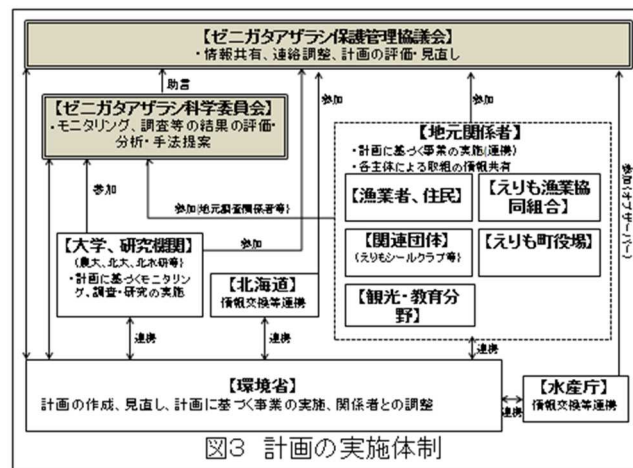 【ゼニガタアザラシ保護管理協議会】
・情報共有、連絡調整、計画の評価・見直し
助言
参加
参加
【ゼニガタアザラシ科学委員会】
・モニタリング、調査等の結果の評価・
分析・手法提案
【地元関係者】
・計画に基づく事業の実施(連携)
・各主体による取組の情報共有
【漁業者、住民】
【えりも漁業協
同組合】
【関連団体】
(えりもシールクラブ等)
【えりも町役場】
【観光・教育分
野】
参加
参加(地元調査関係者等)
参加(オブザーバー)
【大学、研究機関】
(農大、北大、北水研等)
・計画に基づくモニタリン
グ、調査・研究の実施
参加
【北海道】
情報交換等連携
連携
連携
連携
【環境省】
計画の作成、見直し、計画に基づく事業の実施、関係者との調整
連携
【水産庁】
情報交換等連携
図3 計画の実施体制